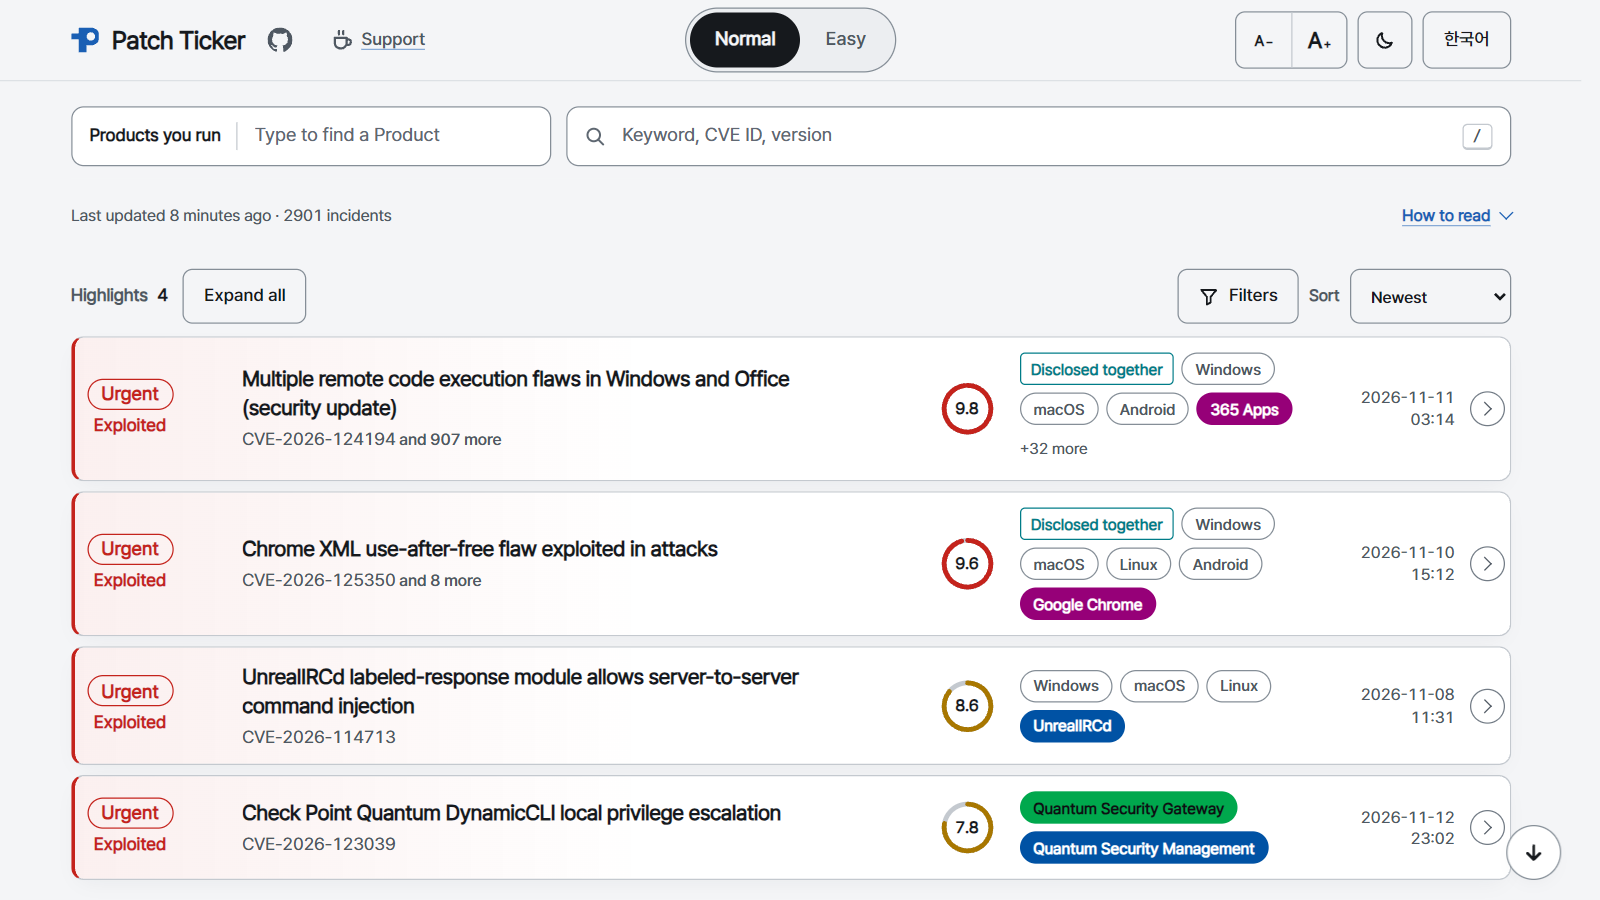 Patch Ticker
Support
Normal
Easy
A-
A+
한국어
Products you run
Type to find a Product
Keyword, CVE ID, version
/
Last updated 8 minutes ago · 2901 incidents
How to read
Highlights 4
Expand all
Filters
Sort
Newest
Urgent
Exploited
Multiple remote code execution flaws in Windows and Office
(security update)
CVE-2026-124194 and 907 more
9.8
Disclosed together
Windows
macOS
Android
365 Apps
+32 more
2026-11-11
03:14
Urgent
Exploited
Chrome XML use-after-free flaw exploited in attacks
CVE-2026-125350 and 8 more
9.6
Disclosed together
Windows
macOS
Linux
Android
Google Chrome
2026-11-10
15:12
Urgent
Exploited
UnrealIRCd labeled-response module allows server-to-server
command injection
CVE-2026-114713
8.6
Windows
macOS
Linux
UnrealIRCd
2026-11-08
11:31
Urgent
Exploited
Check Point Quantum DynamicCLI local privilege escalation
CVE-2026-123039
7.8
Quantum Security Gateway
Quantum Security Management
2026-11-12
23:02